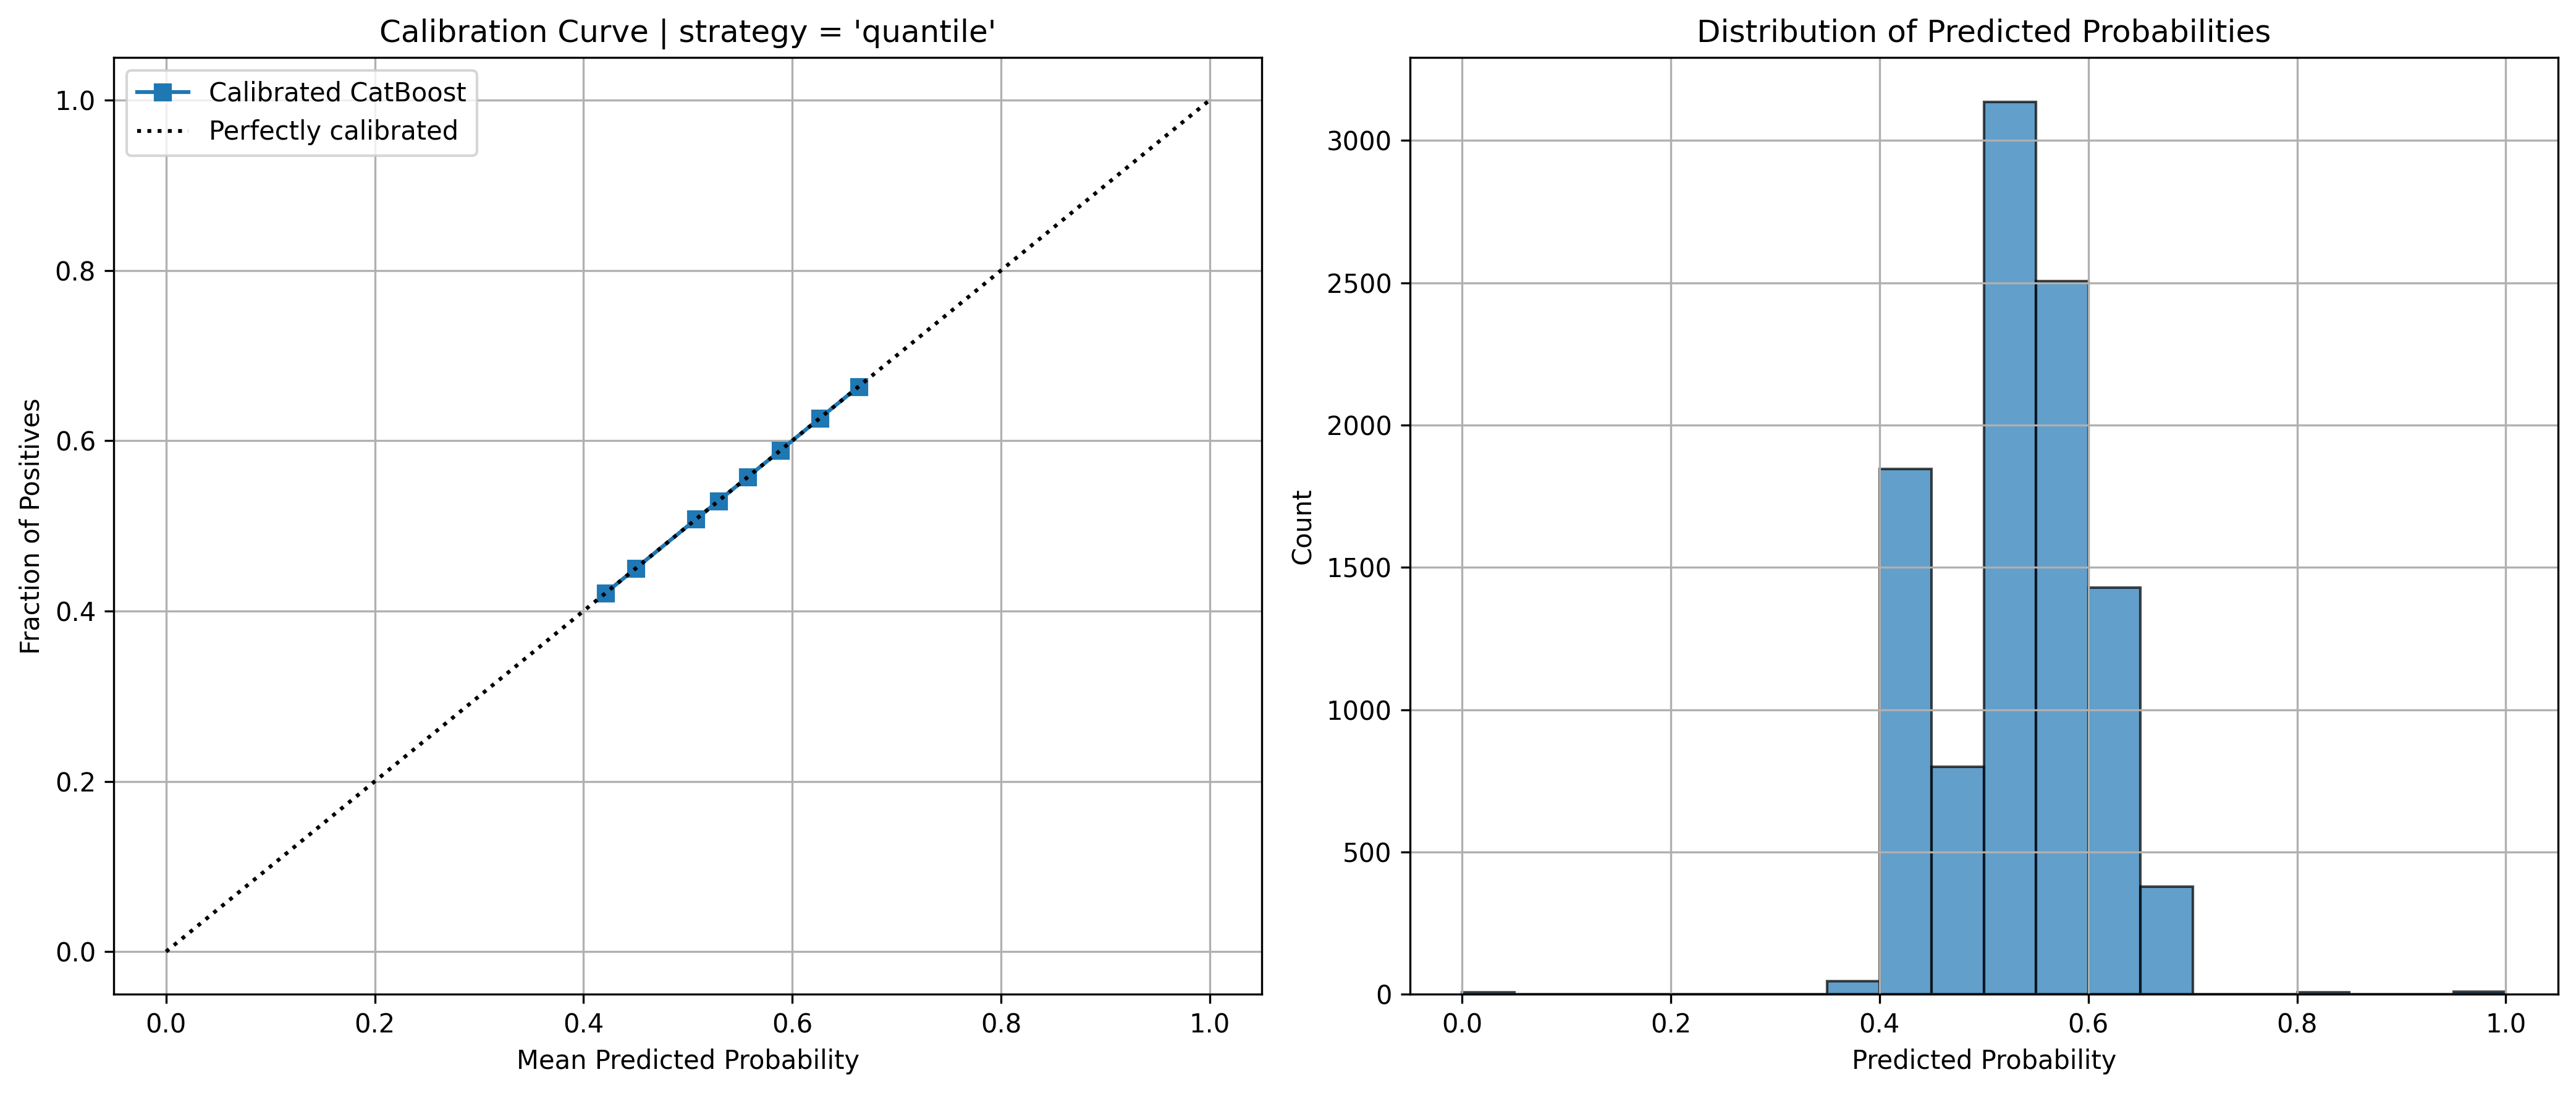 Calibration Curve | strategy = 'quantile'
Calibrated CatBoost
Perfectly calibrated
1.0
0.8
0.6
0.4
0.2
0.0
Fraction of Positives
0.0 0.2 0.4 0.6 0.8 1.0
Mean Predicted Probability
Distribution of Predicted Probabilities
3000
2500
2000
1500
1000
500
0
Count
0.0 0.2 0.4 0.6 0.8 1.0
Predicted Probability